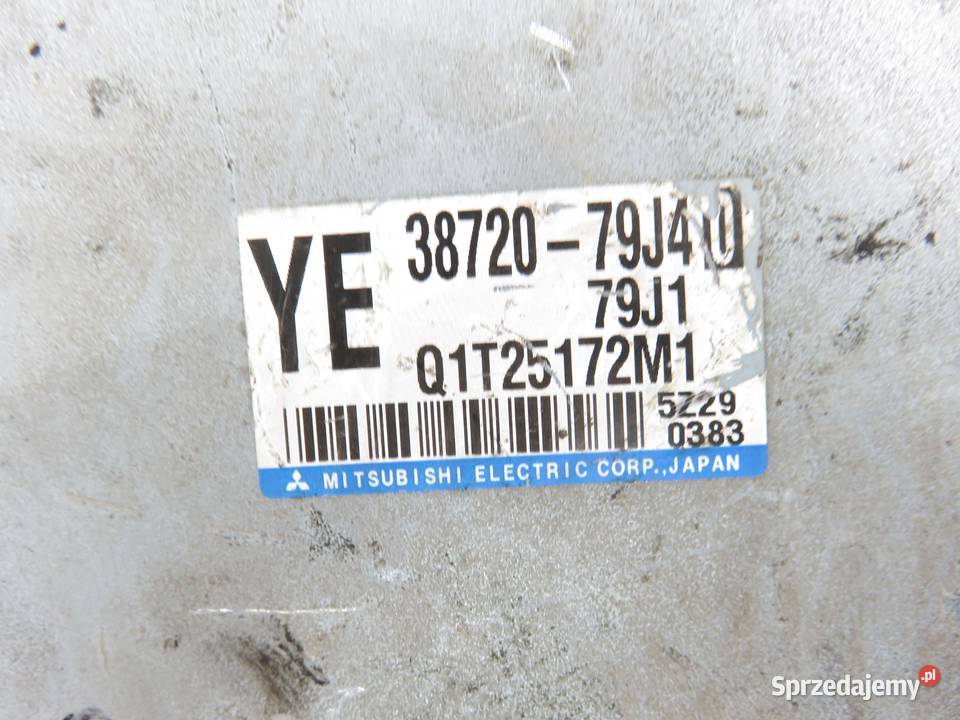 YE
38720-79J40
79J1
Q1T25172M1
5Z29
0383
MITSUBISHI ELECTRIC CORP.,JAPAN
Sprzedajemy.pl